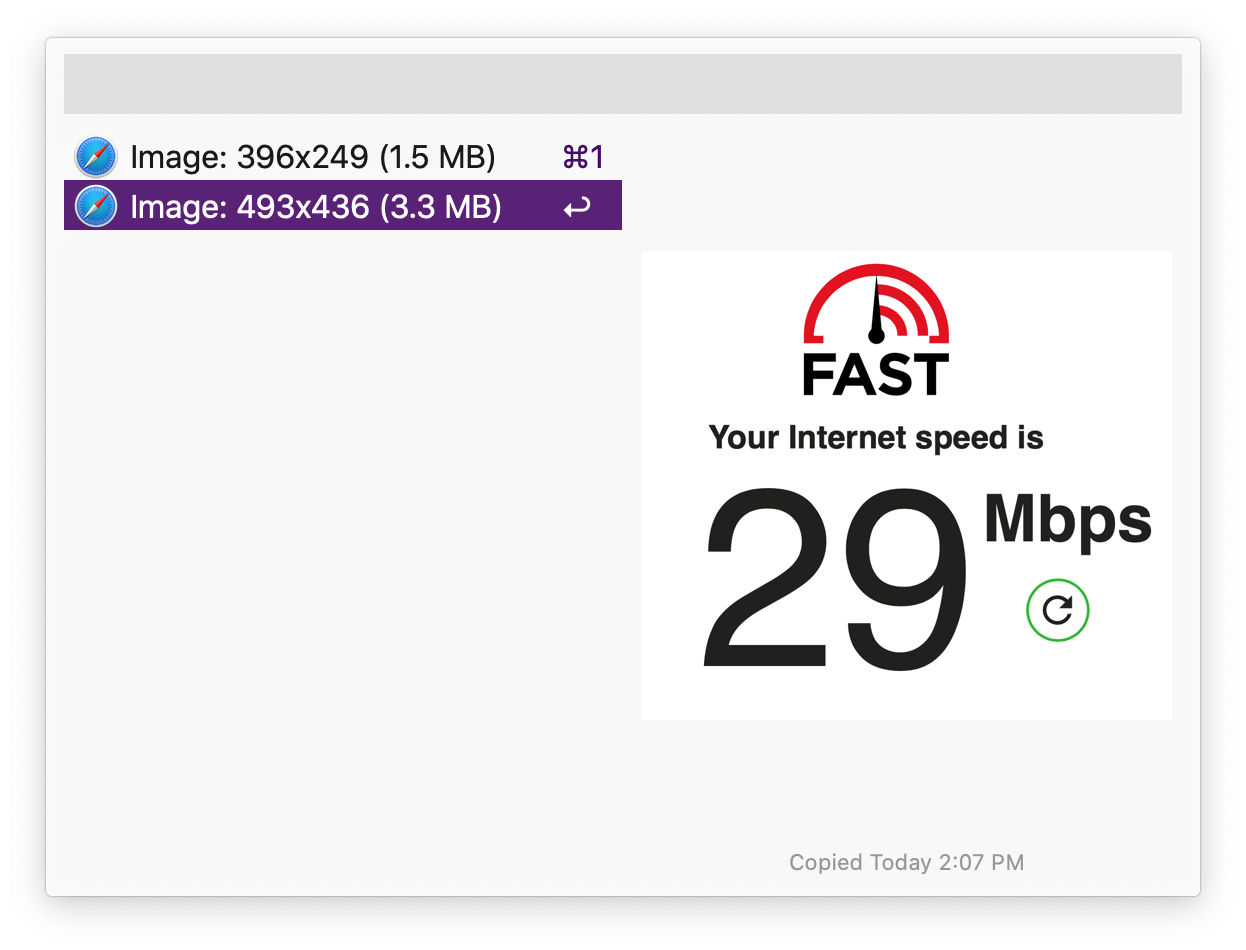 Image: 396x249 (1.5 MB) ⌘1
Image: 493x436 (3.3 MB) ↩
FAST
Your Internet speed is
29 Mbps
Copied Today 2:07 PM